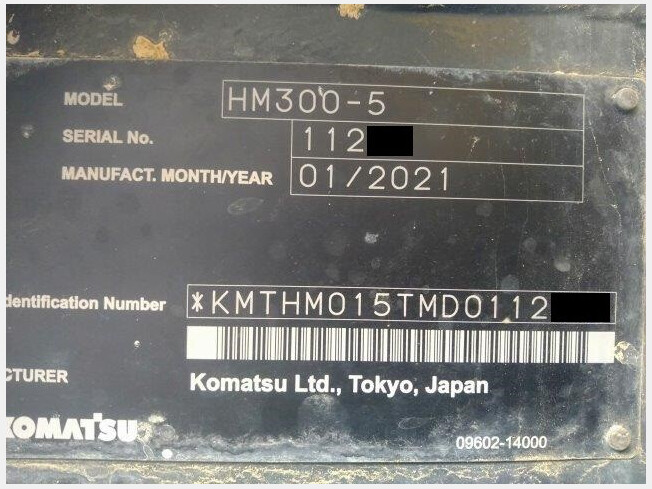 MODEL HM300-5
SERIAL No. 112
MANUFACT. MONTH/YEAR 01/2021
dentification Number *KMTHM015TMD0112
CTURER Komatsu Ltd., Tokyo, Japan
KOMATSU
09602-14000